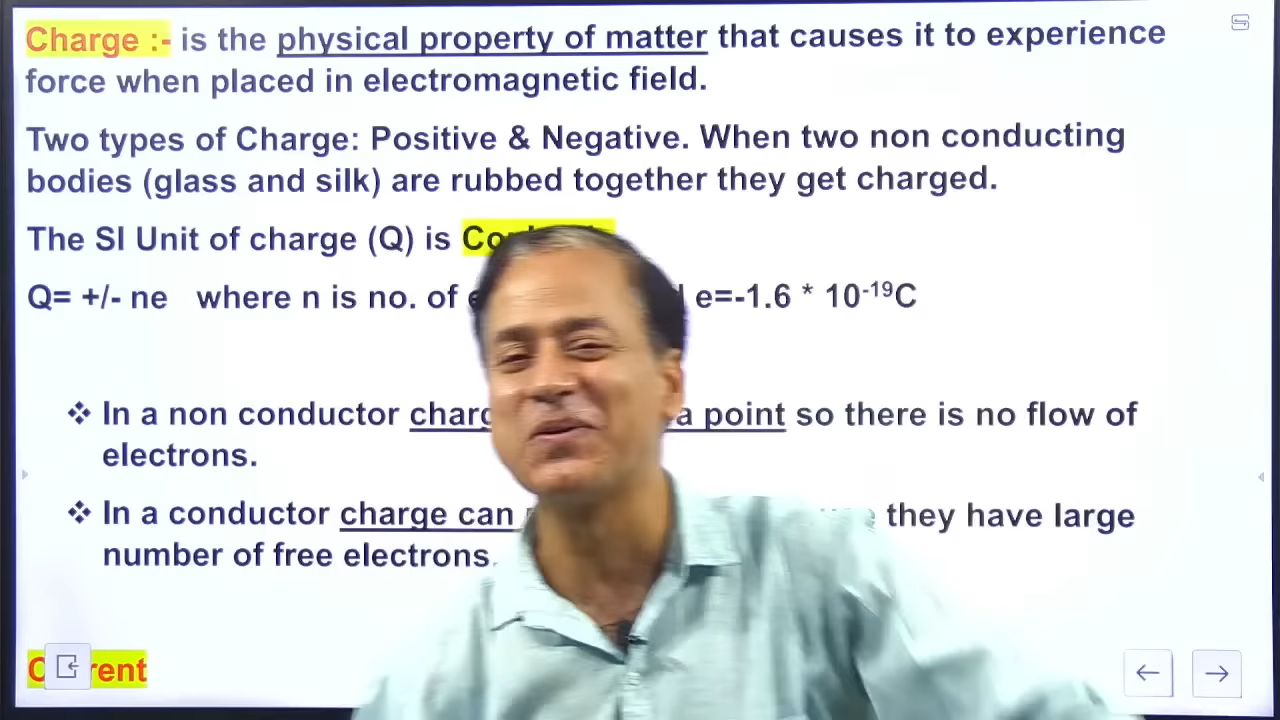 Charge :- is the physical property of matter that causes it to experience
force when placed in electromagnetic field.
Two types of Charge: Positive & Negative. When two non conducting
bodies (glass and silk) are rubbed together they get charged.
The SI Unit of charge (Q) is
Q= +/- ne where n is no. of e=-1.6 * 10⁻¹⁹C
❖ In a non conductor a point so there is no flow of
electrons.
❖ In a conductor charge can they have large
number of free electrons.